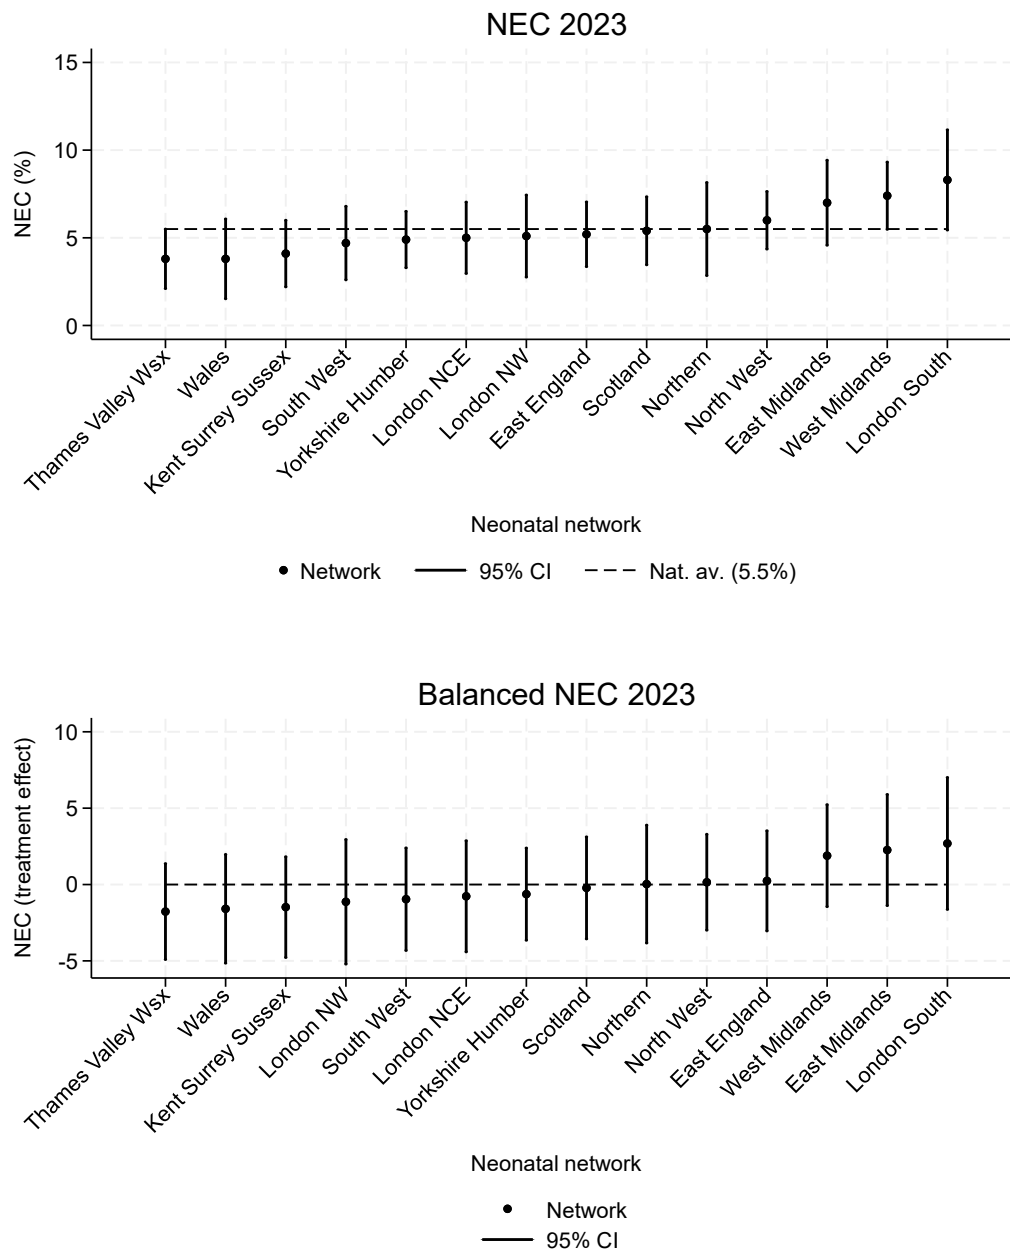 NEC 2023
NEC (%)
15
10
5
0
Thames Valley Wsx
Wales
Kent Surrey Sussex
South West
Yorkshire Humber
London NCE
London NW
East England
Scotland
Northern
North West
East Midlands
West Midlands
London South
Neonatal network
Network 95% CI Nat. av. (5.5%)
Balanced NEC 2023
NEC (treatment effect)
10
5
0
-5
Thames Valley Wsx
Wales
Kent Surrey Sussex
London NW
South West
London NCE
Yorkshire Humber
Scotland
Northern
North West
East England
West Midlands
East Midlands
London South
Neonatal network
Network
95% CI